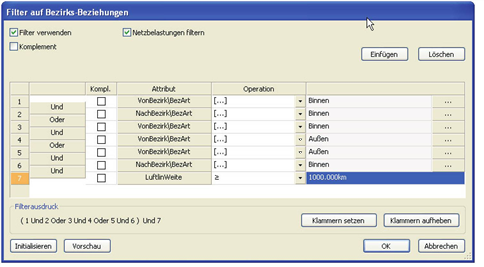 Filter auf Bezirks-Beziehungen
Filter verwenden
Netzbelastungen filtern
Komplement
Einfügen
Löschen
Kompl. Attribut Operation
1 VonBezirk\BezArt [...] Binnen ...
Und
2 NachBezirk\BezArt [...] Binnen ...
Oder
3 VonBezirk\BezArt [...] Binnen ...
Und
4 VonBezirk\BezArt [...] Außen ...
Oder
5 VonBezirk\BezArt [...] Außen ...
Und
6 NachBezirk\BezArt [...] Binnen ...
Und
7 LuftlinWeite ≥ 1000.000km
Filterausdruck
( 1 Und 2 Oder 3 Und 4 Oder 5 Und 6 ) Und 7
Klammern setzen
Klammern aufheben
Initialisieren
Vorschau
OK
Abbrechen